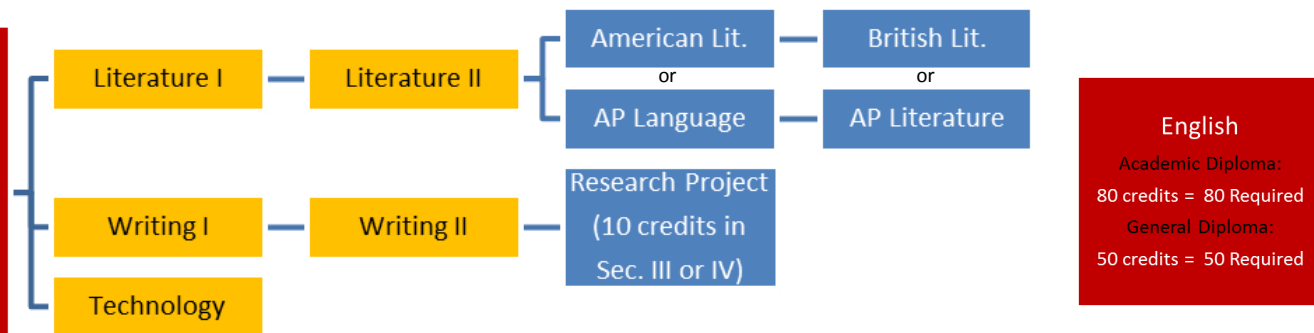 American Lit.
British Lit.
or
or
Literature I
Literature II
AP Language
AP Literature
Research Project
(10 credits in
Sec. III or IV)
Writing I
Writing II
Technology
English
Academic Diploma:
80 credits = 80 Required
General Diploma:
50 credits = 50 Required